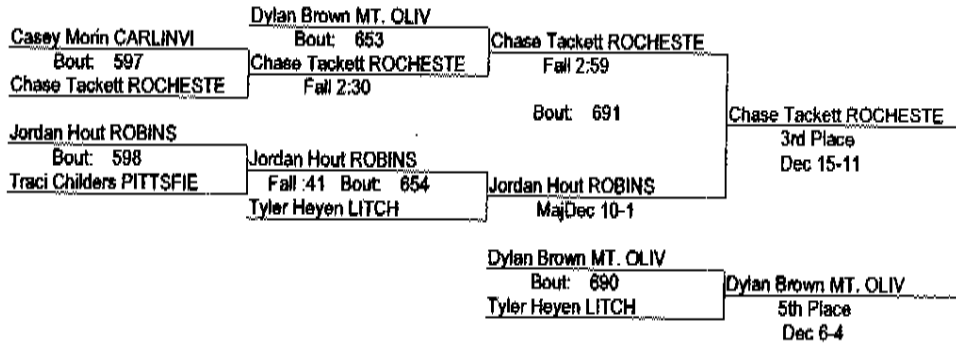 Dylan Brown MT. OLIV
Casey Morin CARLINVI
Bout: 653
Chase Tackett ROCHESTE
Bout: 597
Chase Tackett ROCHESTE
Fall 2:59
Chase Tackett ROCHESTE
Fall 2:30
Bout: 691
Chase Tackett ROCHESTE
Jordan Hout ROBINS
3rd Place
Bout: 598
Jordan Hout ROBINS
Dec 15-11
Traci Childers PITTSFIE
Fall :41 Bout: 654
Jordan Hout ROBINS
Tyler Heyen LITCH
MajDec 10-1
Dylan Brown MT. OLIV
Bout: 690
Dylan Brown MT. OLIV
Tyler Heyen LITCH
5th Place
Dec 6-4